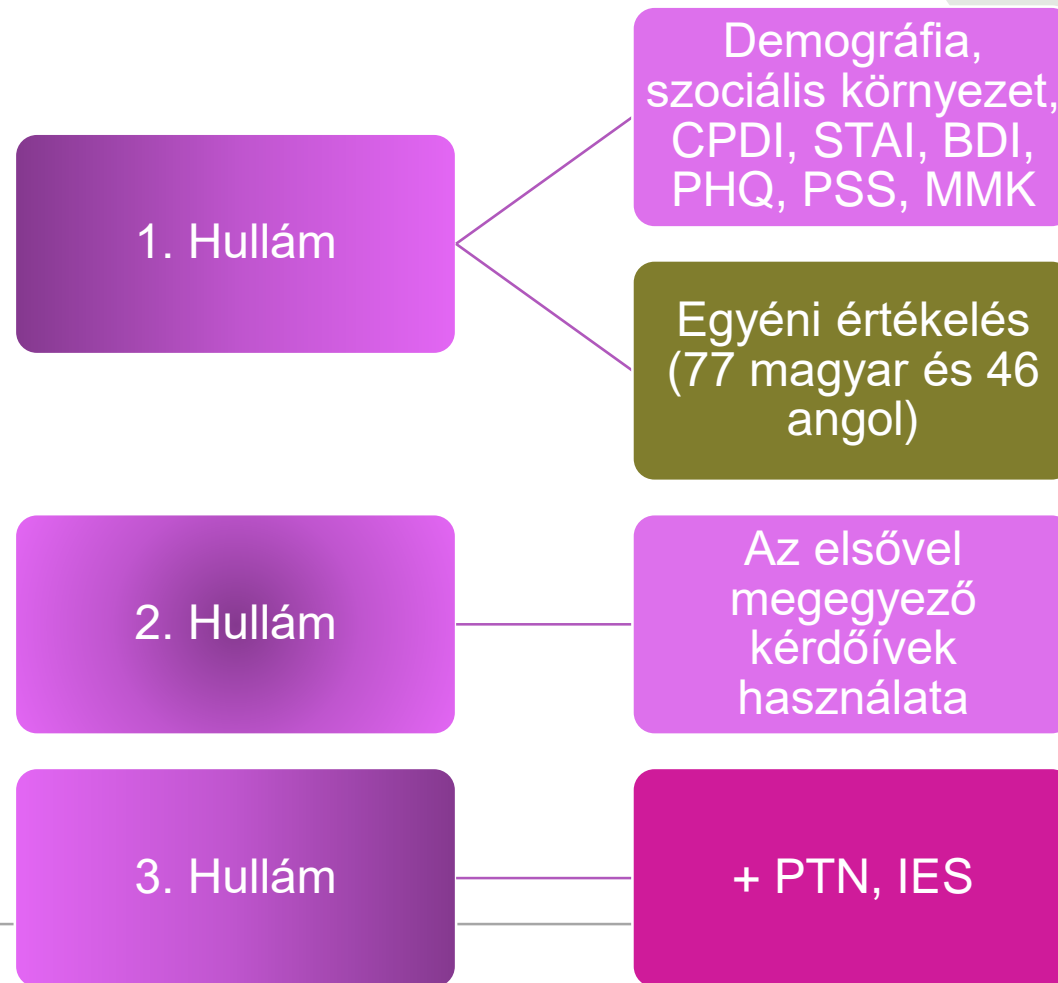 1. Hullám
Demográfia,
szociális környezet,
CPDI, STAI, BDI,
PHQ, PSS, MMK
Egyéni értékelés
(77 magyar és 46
angol)
2. Hullám
Az elsővel
megegyező
kérdőívek
használata
3. Hullám
+ PTN, IES